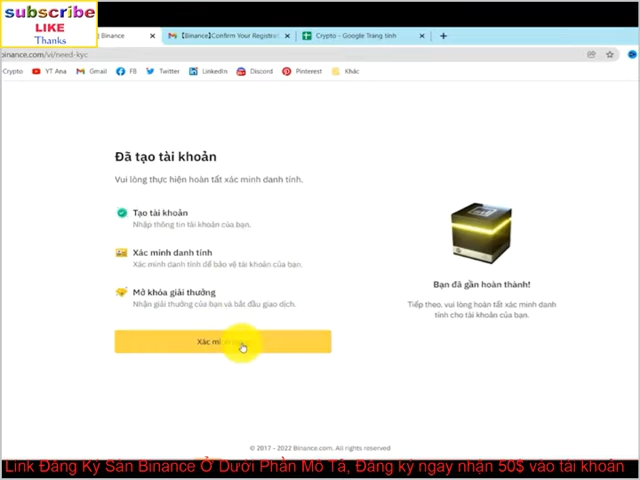 subscribe
LIKE
Thanks
Binance
【Binance】Confirm Your Registrat
Crypto - Google Trang tính
inance.com/vi/need-kyc
Crypto
YT Ana
Gmail
FB
Twitter
LinkedIn
Discord
Pinterest
Khác
Đã tạo tài khoản
Vui lòng thực hiện hoàn tất xác minh danh tính.
Tạo tài khoản
Nhập thông tin tài khoản của bạn.
Xác minh danh tính
Xác minh danh tính để bảo vệ tài khoản của bạn.
Mở khóa giải thưởng
Nhận giải thưởng của bạn và bắt đầu giao dịch.
Xác mi
Bạn đã gần hoàn thành!
Tiếp theo, vui lòng hoàn tất xác minh danh
tính cho tài khoản của bạn.
© 2017 - 2022 Binance.com. All rights reserved
Link Đăng Ký Sàn Binance Ở Dưới Phần Mô Tả, Đăng ký ngay nhận 50$ vào tài khoản